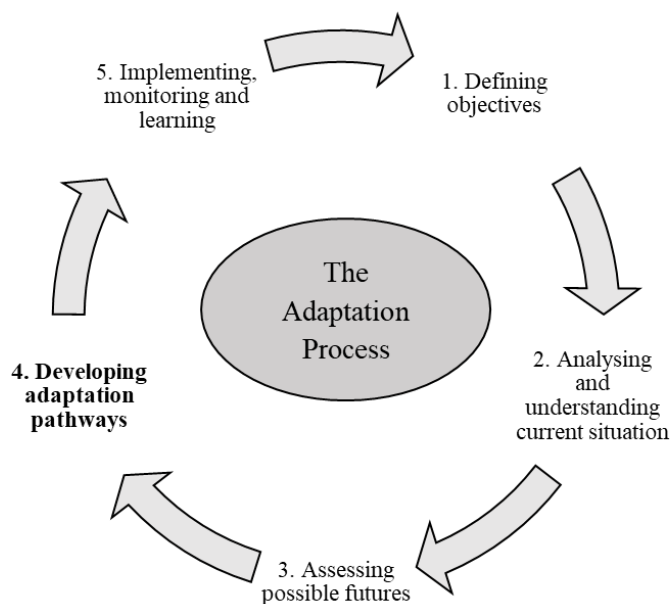 5. Implementing,
monitoring and
learning
1. Defining
objectives
The
Adaptation
Process
2. Analysing
and
understanding
current situation
4. Developing
adaptation
pathways
3. Assessing
possible futures